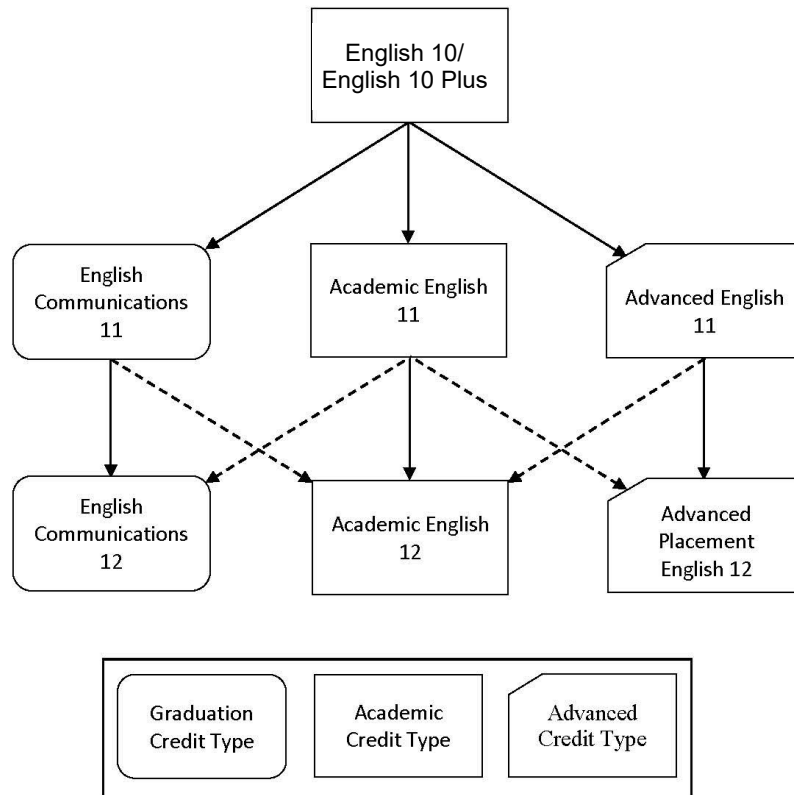 English 10/
English 10 Plus
English
Communications
11
Academic English
11
Advanced English
11
English
Communications
12
Academic English
12
Advanced
Placement
English 12
Graduation
Credit Type
Academic
Credit Type
Advanced
Credit Type